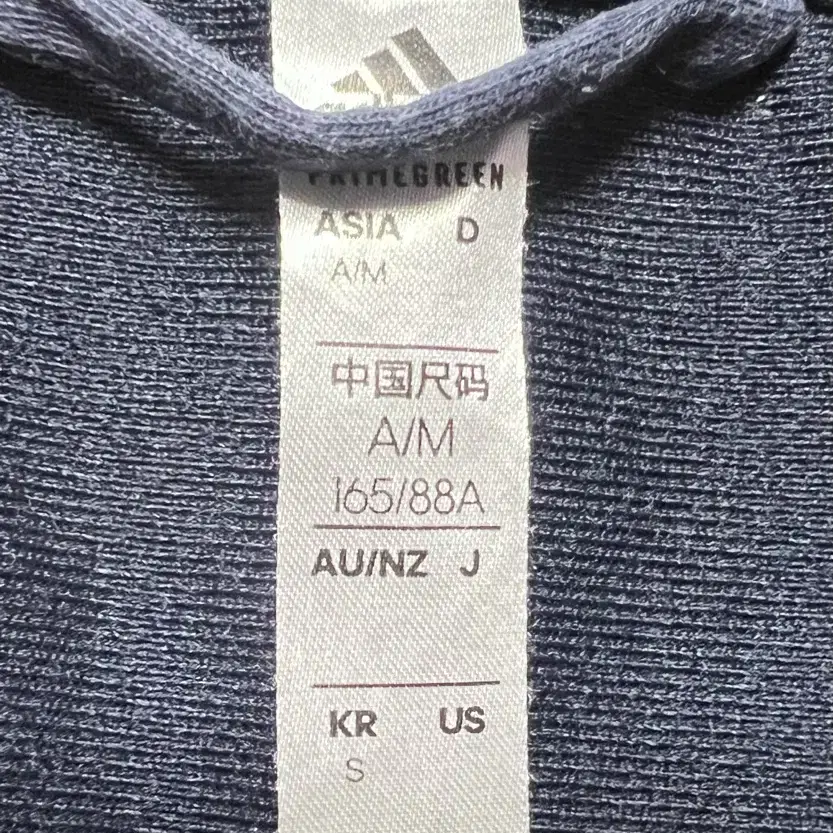 PRIMEGREEN
ASIA D
A/M
中国尺码
A/M
165/88A
AU/NZ J
KR US
S